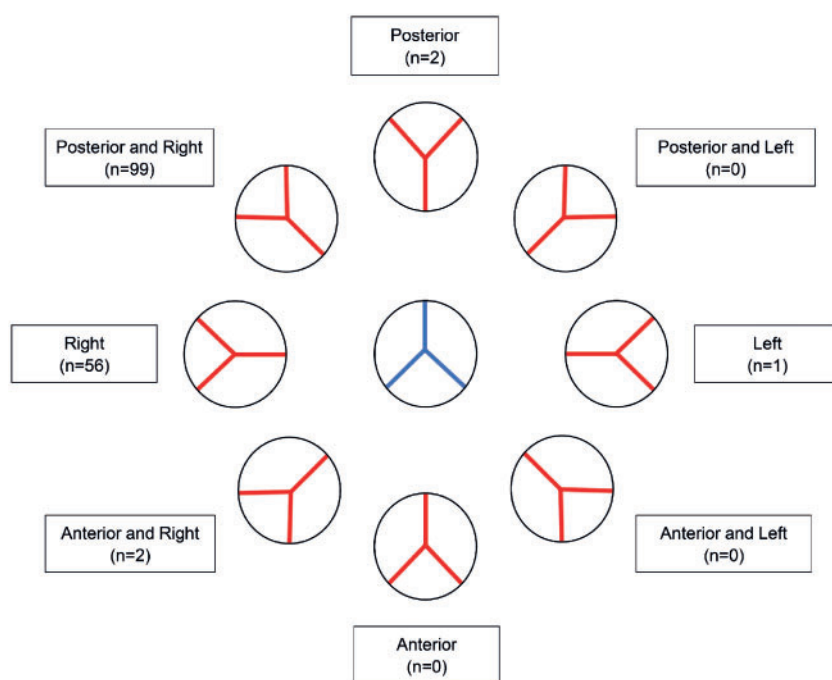 Posterior
(n=2)
Posterior and Right
(n=99)
Posterior and Left
(n=0)
Right
(n=56)
Left
(n=1)
Anterior and Right
(n=2)
Anterior and Left
(n=0)
Anterior
(n=0)